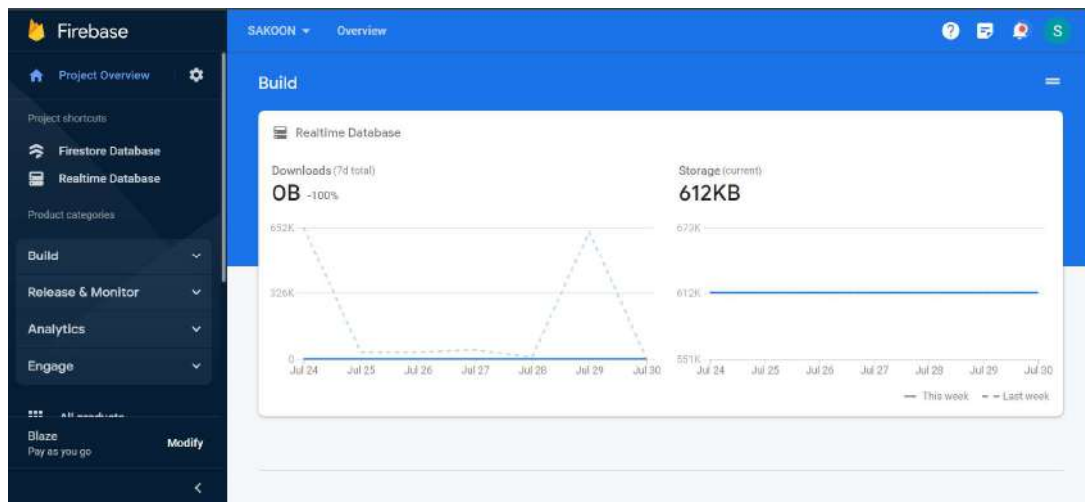 Firebase
SAKOON Overview
Project Overview
Build
Project shortcuts
Firestore Database
Realtime Database
Product categories
Build
Release & Monitor
Analytics
Engage
All products
Blaze
Pay as you go
Modify
Realtime Database
Downloads (7d total)
0B -100%
652K
326K
0
Jul 24 Jul 25 Jul 26 Jul 27 Jul 28 Jul 29 Jul 30
Storage (current)
612KB
673K
612K
551K
Jul 24 Jul 25 Jul 26 Jul 27 Jul 28 Jul 29 Jul 30
This week Last week
S